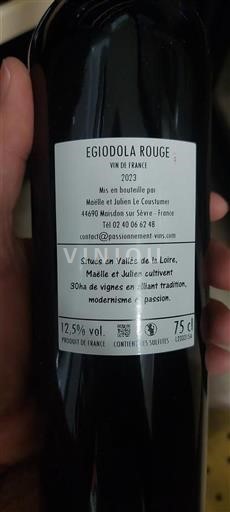 EGIODOLA ROUGE
VIN DE FRANCE
2023
Mis en bouteille par
Maëlle et Julien Le Coustumer
44690 Maisdon sur Sèvre - France
Tél 02 40 06 62 48
contact@passionnement-vins.com
VINIOU
Situés en Vallée de la Loire,
Maëlle et Julien cultivent
30ha de vignes en alliant tradition,
modernisme et passion.
12,5% vol. 75 cl
PRODUIT DE FRANCE CONTIENT DES SULFITES